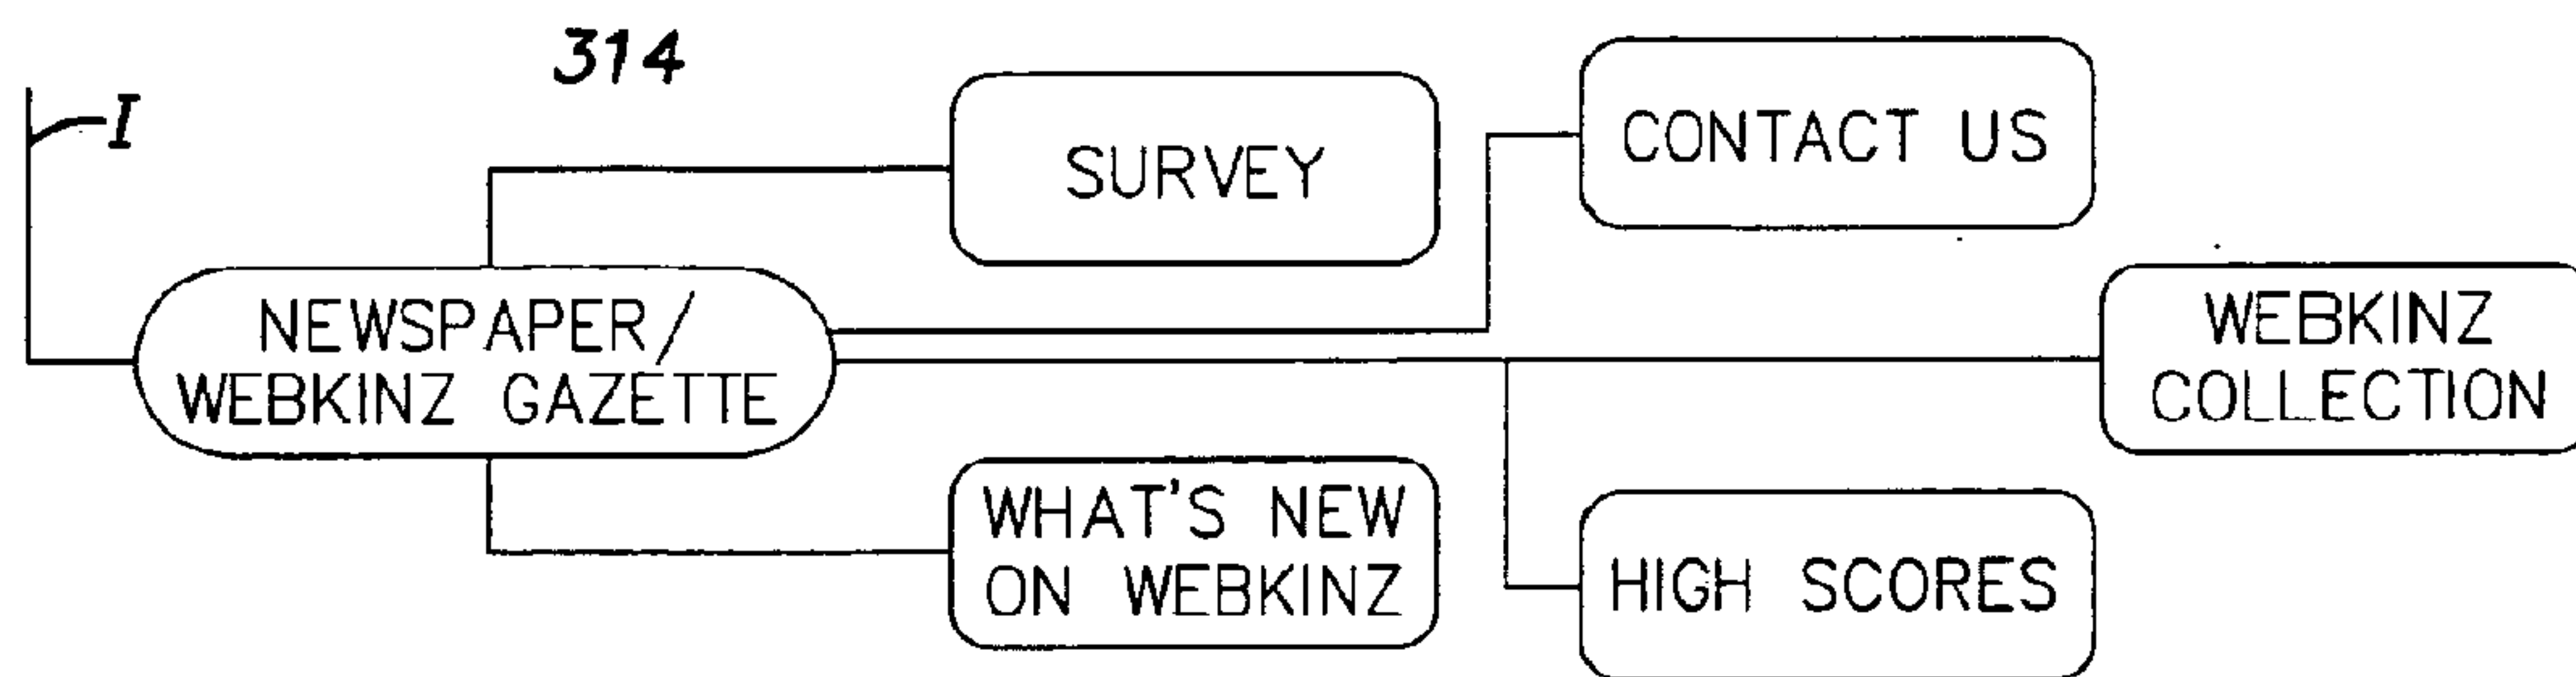 314
I
SURVEY
CONTACT US
NEWSPAPER/
WEBKINZ GAZETTE
WEBKINZ
COLLECTION
WHAT'S NEW
ON WEBKINZ
HIGH SCORES